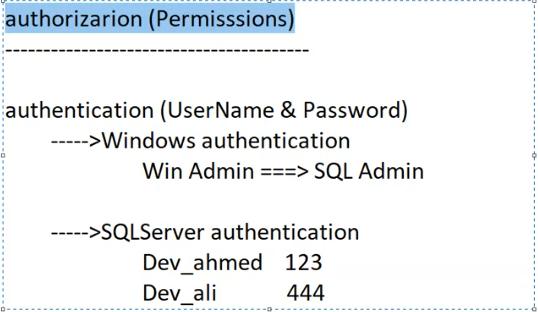 authorizarion (Permisssions)
----------------------------------------
authentication (UserName & Password)
----->Windows authentication
Win Admin ===> SQL Admin
----->SQLServer authentication
Dev_ahmed 123
Dev_ali 444